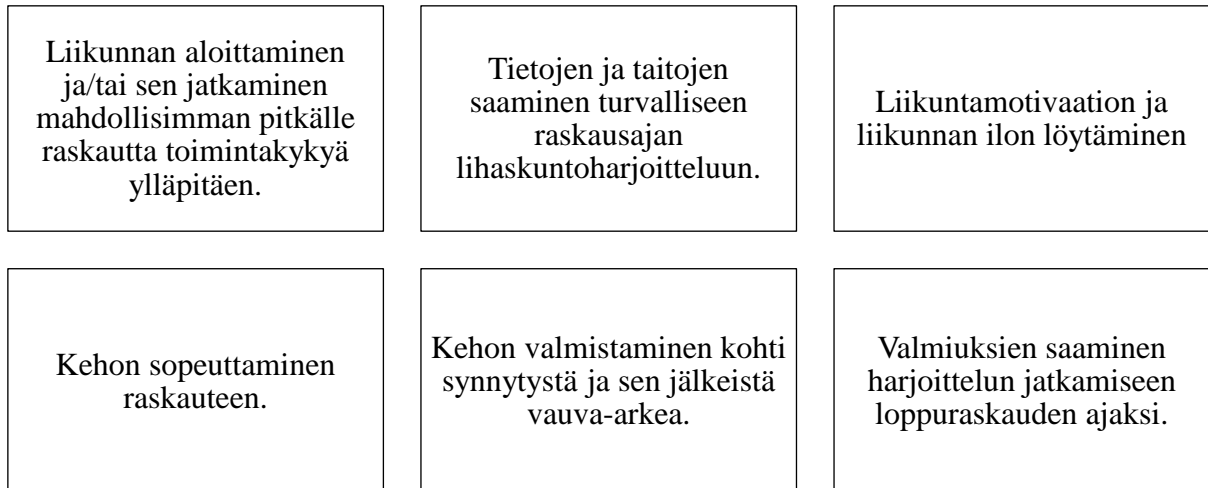 Liikunnan aloittaminen
ja/tai sen jatkaminen
mahdollisimman pitkälle
raskautta toimintakykyä
ylläpitäen.
Tietojen ja taitojen
saaminen turvalliseen
raskausajan
lihaskuntoharjoitteluun.
Liikuntamotivaation ja
liikunnan ilon löytäminen
Kehon sopeuttaminen
raskauteen.
Kehon valmistaminen kohti
synnytystä ja sen jälkeistä
vauva-arkea.
Valmiuksien saaminen
harjoittelun jatkamiseen
loppuraskauden ajaksi.